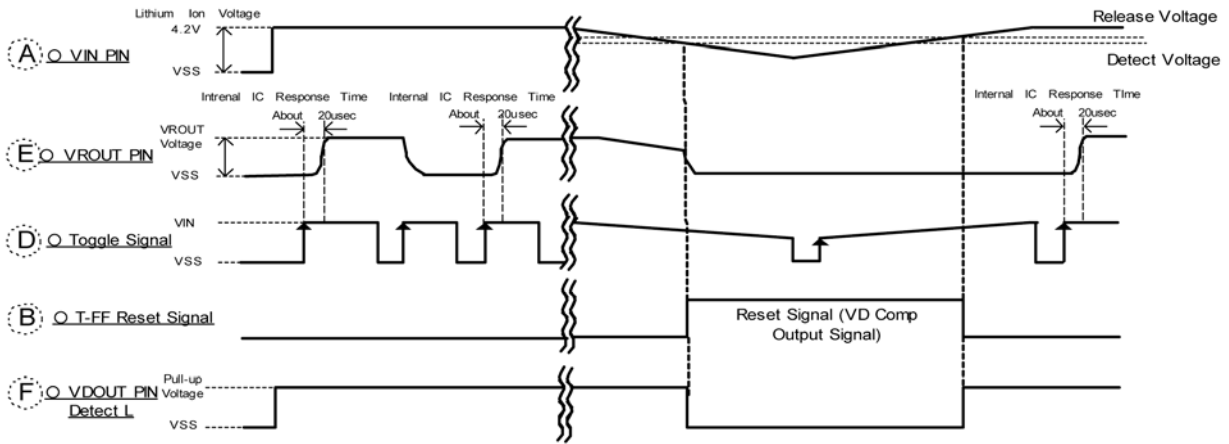 Lithium Ion Voltage
4.2V
Release Voltage
A VIN PIN
Detect Voltage
VSS
Intrenal IC Response Time
Internal IC Response Time
Internal IC Response TIme
About 20usec
About 20usec
About 20usec
VROUT
Voltage
E VROUT PIN
VSS
VIN
D Toggle Signal
VSS
B T-FF Reset Signal
Reset Signal (VD Comp
Output Signal)
Pull-up
Voltage
F VDOUT PIN
Detect L
VSS